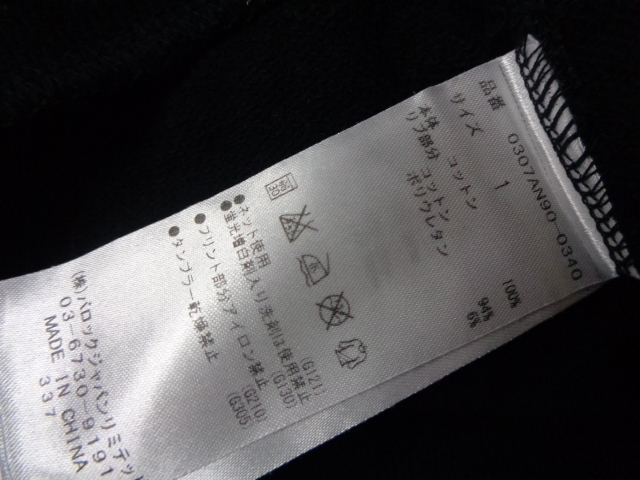 品番 0307AN90-0340
サイズ 1
本体 コットン 100%
リブ部分 コットン 94%
ポリウレタン 6%
●ネット使用 (G121)
●蛍光増白剤入り洗剤は使用禁止 (G130)
●プリント部分アイロン禁止 (G210)
●タンブラー乾燥禁止 (G305)
(株)バロックジャパンリミテッド
03-6730-9191
MADE IN CHINA
337